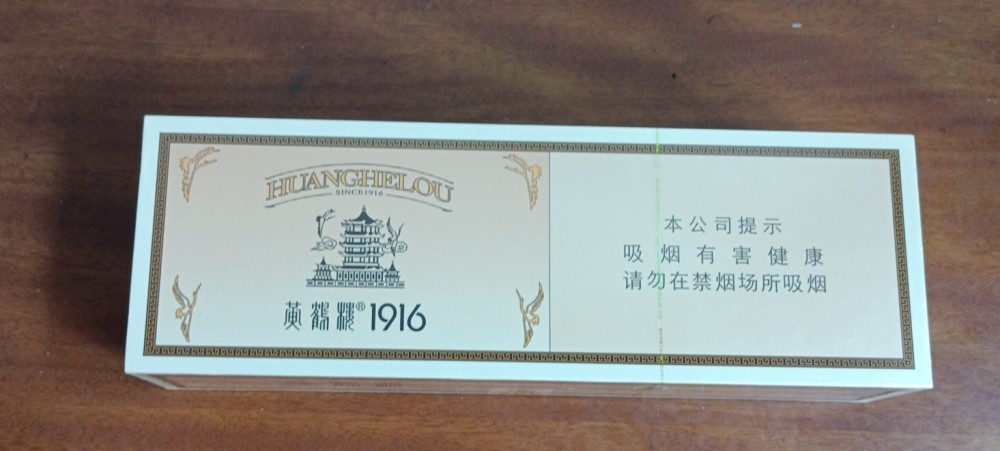 HUANGHELOU
SINCE1916
黄鹤楼®1916
本公司提示
吸烟有害健康
请勿在禁烟场所吸烟